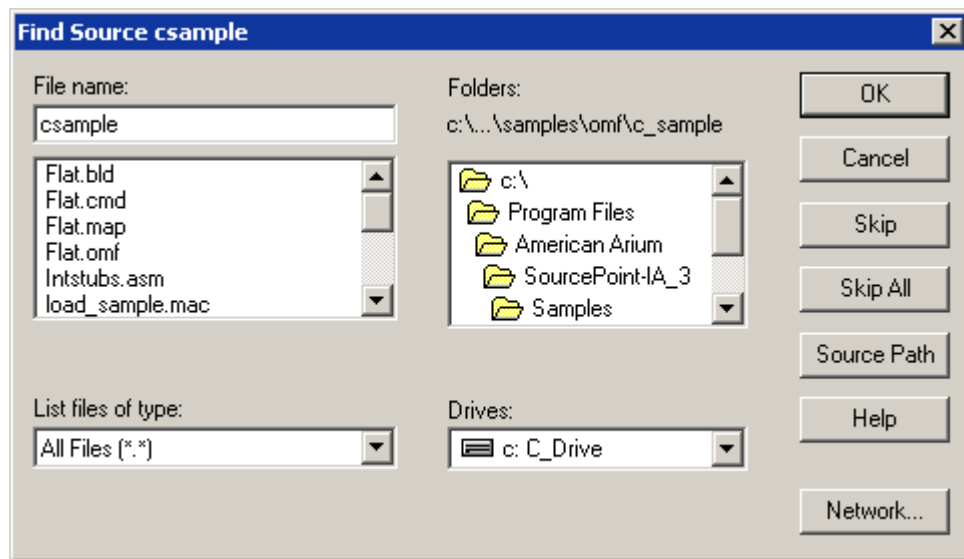 Find Source csample
File name:
csample
Flat.bld
Flat.cmd
Flat.map
Flat.omf
Intstubs.asm
load_sample.mac
List files of type:
All Files (*.*)
Folders:
c:\...\samples\omf\c_sample
c:\
Program Files
American Arium
SourcePoint-IA_3
Samples
Drives:
c: C_Drive
OK
Cancel
Skip
Skip All
Source Path
Help
Network...